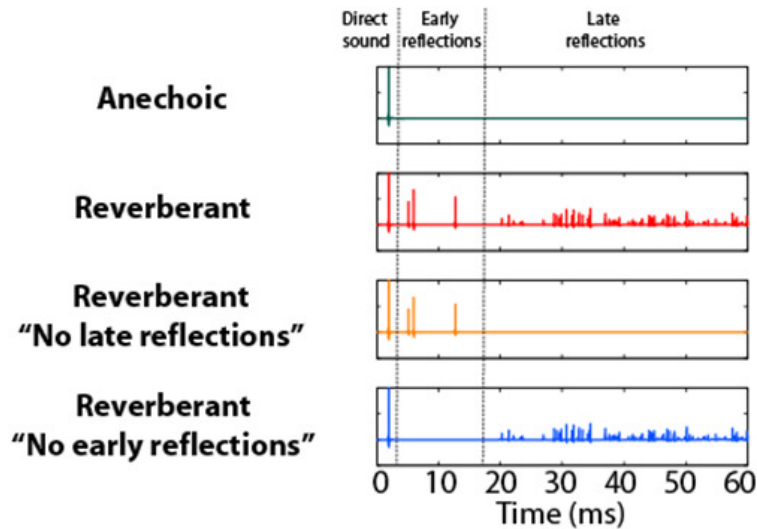 Direct sound
Early reflections
Late reflections
Anechoic
Reverberant
Reverberant
“No late reflections”
Reverberant
“No early reflections”
0 10 20 30 40 50 60
Time (ms)